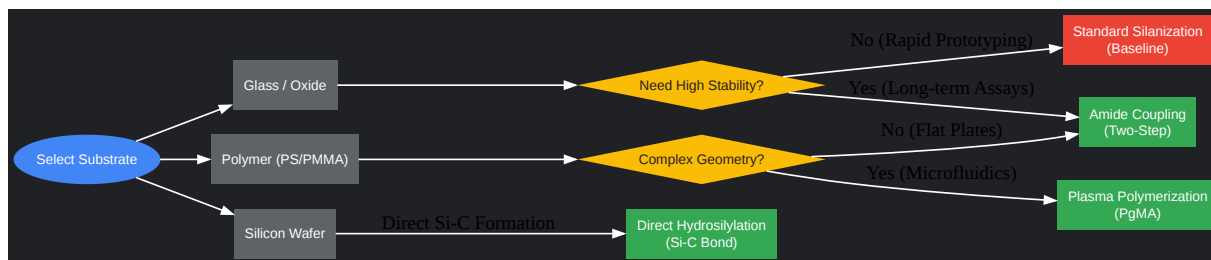 No (Rapid Prototyping)
Standard Silanization
(Baseline)
Glass / Oxide
Need High Stability?
Yes (Long-term Assays)
Amide Coupling
(Two-Step)
No (Flat Plates)
Select Substrate
Polymer (PS/PMMA)
Complex Geometry?
Yes (Microfluidics)
Plasma Polymerization
(PgMA)
Silicon Wafer
Direct Si-C Formation
Direct Hydrosilylation
(Si-C Bond)